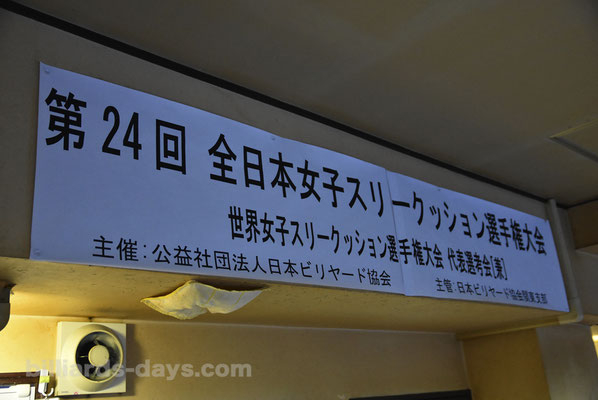 第24回 全日本女子スリークッション選手権大会
世界女子スリークッション選手権大会 代表選考会[東]
主催：公益社団法人日本ビリヤード協会
主管：日本ビリヤード協会関東支部
billiards-days.com